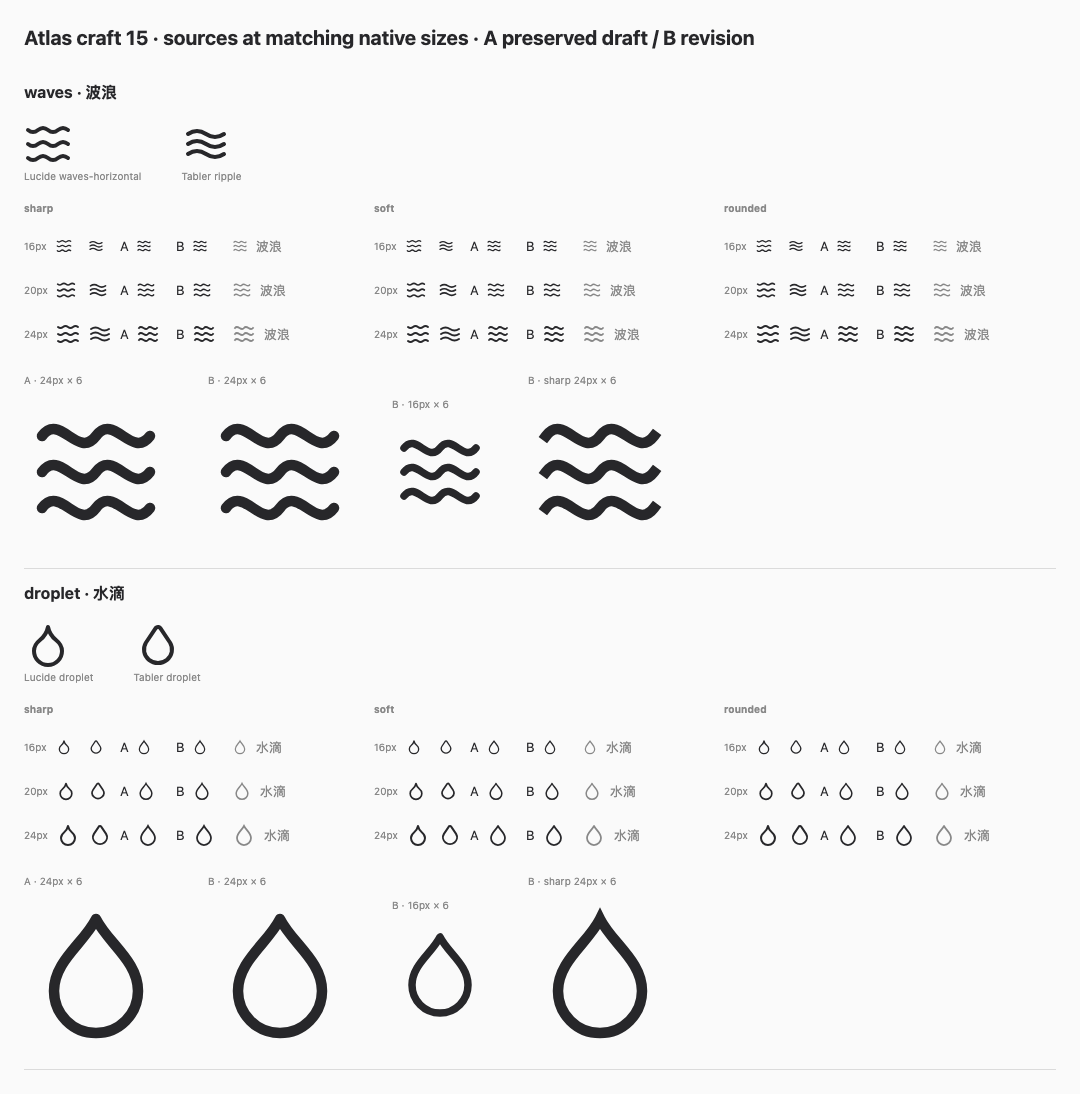 Atlas craft 15 · sources at matching native sizes · A preserved draft / B revision
waves · 波浪
Lucide waves-horizontal Tabler ripple
sharp soft rounded
16px A B 波浪 16px A B 波浪 16px A B 波浪
20px A B 波浪 20px A B 波浪 20px A B 波浪
24px A B 波浪 24px A B 波浪 24px A B 波浪
A · 24px × 6 B · 24px × 6 B · sharp 24px × 6
B · 16px × 6
droplet · 水滴
Lucide droplet Tabler droplet
sharp soft rounded
16px A B 水滴 16px A B 水滴 16px A B 水滴
20px A B 水滴 20px A B 水滴 20px A B 水滴
24px A B 水滴 24px A B 水滴 24px A B 水滴
A · 24px × 6 B · 24px × 6 B · sharp 24px × 6
B · 16px × 6